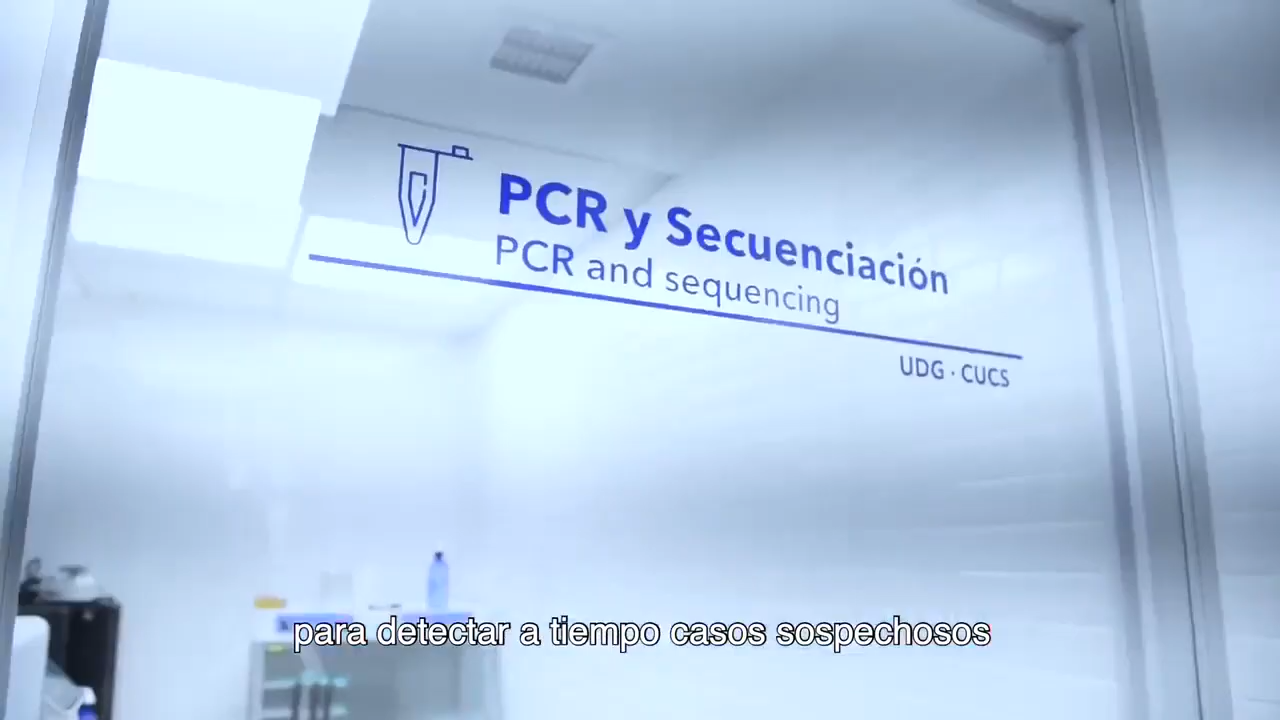 PCR y Secuenciación
PCR and sequencing
UDG · CUCS
para detectar a tiempo casos sospechosos